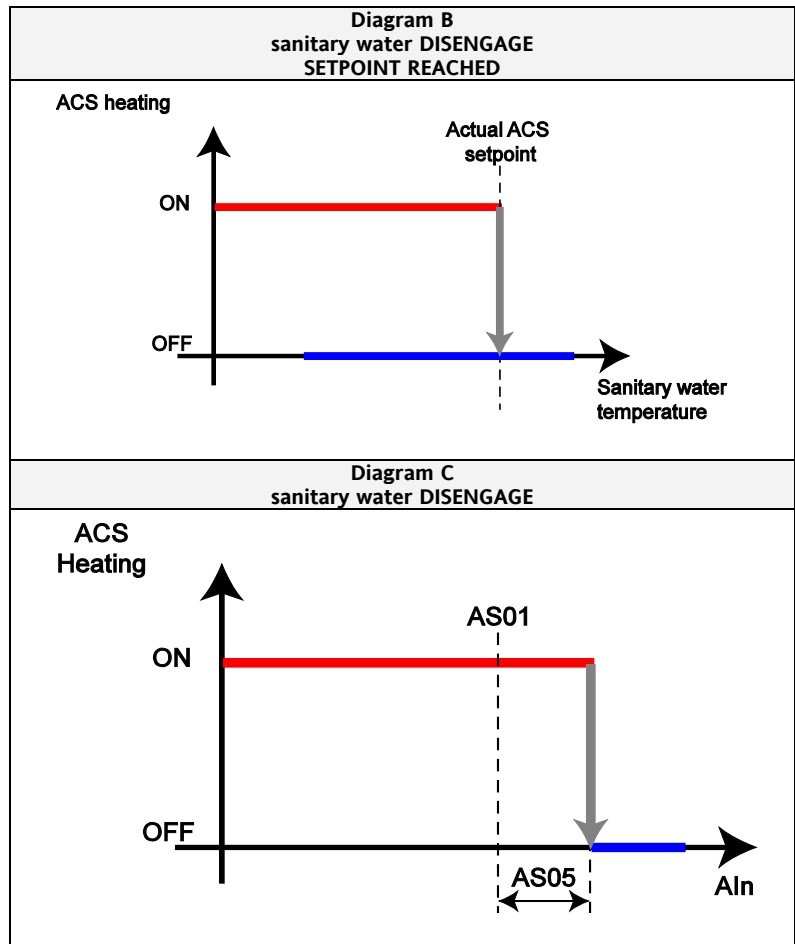 Diagram B
sanitary water DISENGAGE
SETPOINT REACHED
ACS heating
Actual ACS
setpoint
ON
OFF
Sanitary water
temperature
Diagram C
sanitary water DISENGAGE
ACS
Heating
AS01
ON
OFF
AS05
AIn